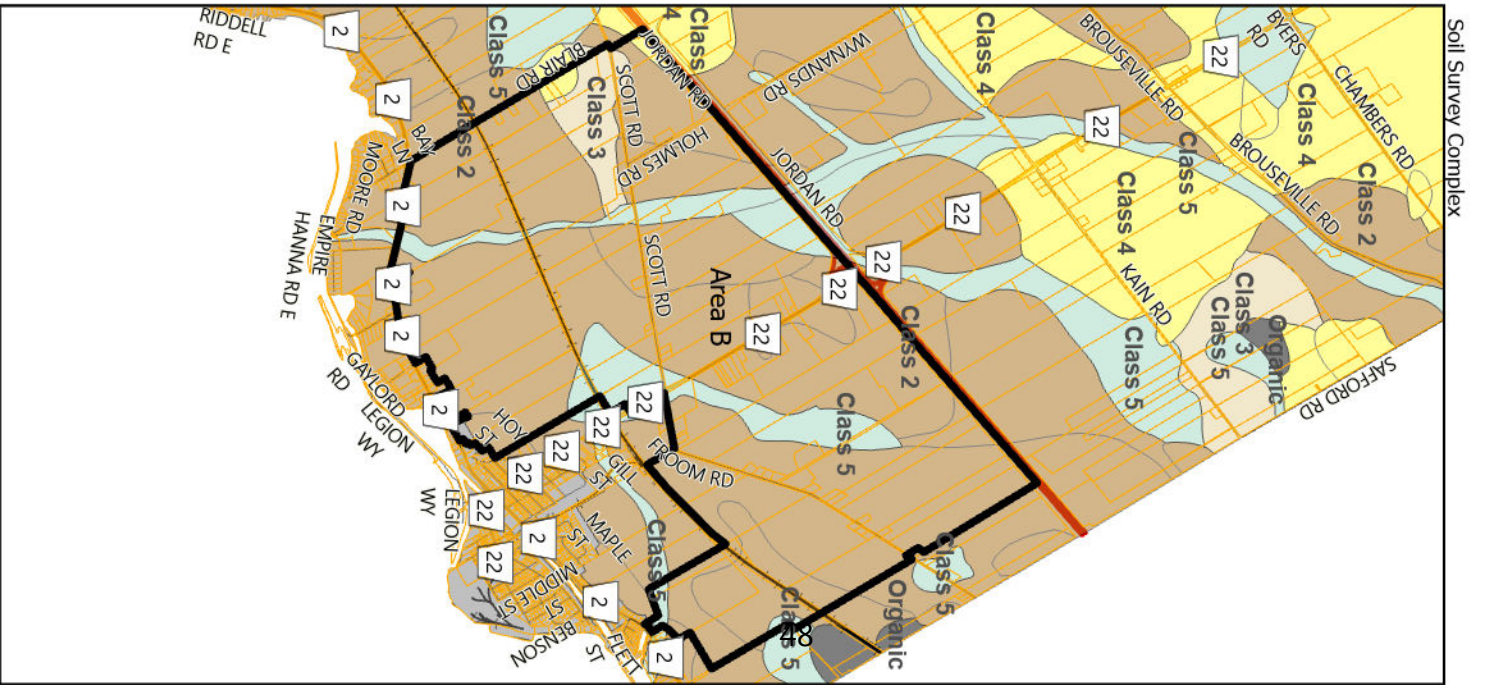 Soil Survey Complex
RIDDELL
RD E
2
2
BAY
LN
MOORE RD
2
EMPIRE
HANNA RD E
2
2
GAYLORD
RD
LEGION
WY
2
HOY
ST
LEGION
WY
Class 5
Class 2
BLAIR RD
Class 3
SCOTT RD
HOLMES RD
SCOTT RD
Area B
22
Class 4
JORDAN RD
WYNANDS RD
JORDAN RD
22
22
22
Class 2
Class 5
22
22
22
22
22
22
FROOM RD
GILL
ST
MAPLE
ST
2
MIDDLE ST
ST
BENSON
2
FLETT
ST
2
Class 5
Class 5
48
Organic
Class 5
Class 4
BROUSEVILLE RD
22
22
BYERS
RD
CHAMBERS RD
Class 4
Class 5
BROUSEVILLE RD
Class 2
Class 4
KAIN RD
Class 3
Class 5
Organic
Class 5
SAFFORD RD